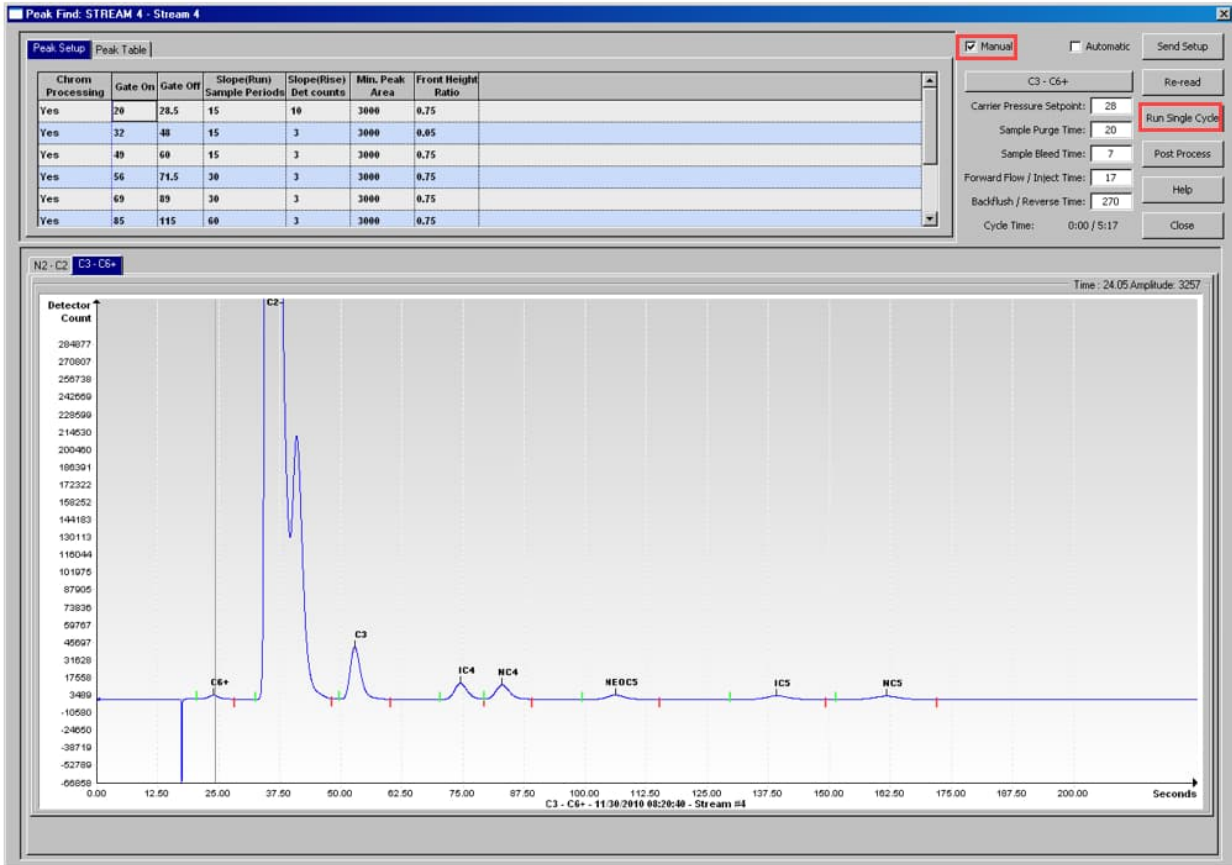 Peak Find: STREAM 4 - Stream 4
Peak Setup Peak Table
Manual Automatic Send Setup
Chrom Processing Gate On Gate Off Slope(Run) Sample Periods Slope(Rise) Det counts Min. Peak Area Front Height Ratio
Yes 20 28.5 15 10 3000 0.75
Yes 32 48 15 3 3000 0.05
Yes 49 60 15 3 3000 0.75
Yes 56 71.5 30 3 3000 0.75
Yes 69 89 30 3 3000 0.75
Yes 85 115 60 3 3000 0.75
C3 - C6+ Re-read
Carrier Pressure Setpoint: 28
Run Single Cycle
Sample Purge Time: 20
Sample Bleed Time: 7 Post Process
Forward Flow / Inject Time: 17
Help
Backflush / Reverse Time: 270
Cycle Time: 0:00 / 5:17 Close
N2 - C2 C3 - C6+
Time : 24.05 Amplitude: 3257
Detector Count
C2-
284877
270807
256738
242669
228599
214530
200460
186391
172322
158252
144183
130113
116044
101975
87905
73836
59767
C3
45697
31628
IC4 NC4
17558
C6+ NEOC5 IC5 NC5
3489
-10580
-24650
-38719
-52789
-66858
0.00 12.50 25.00 37.50 50.00 62.50 75.00 87.50 100.00 112.50 125.00 137.50 150.00 162.50 175.00 187.50 200.00 Seconds
C3 - C6+ - 11/30/2010 08:20:40 - Stream #4